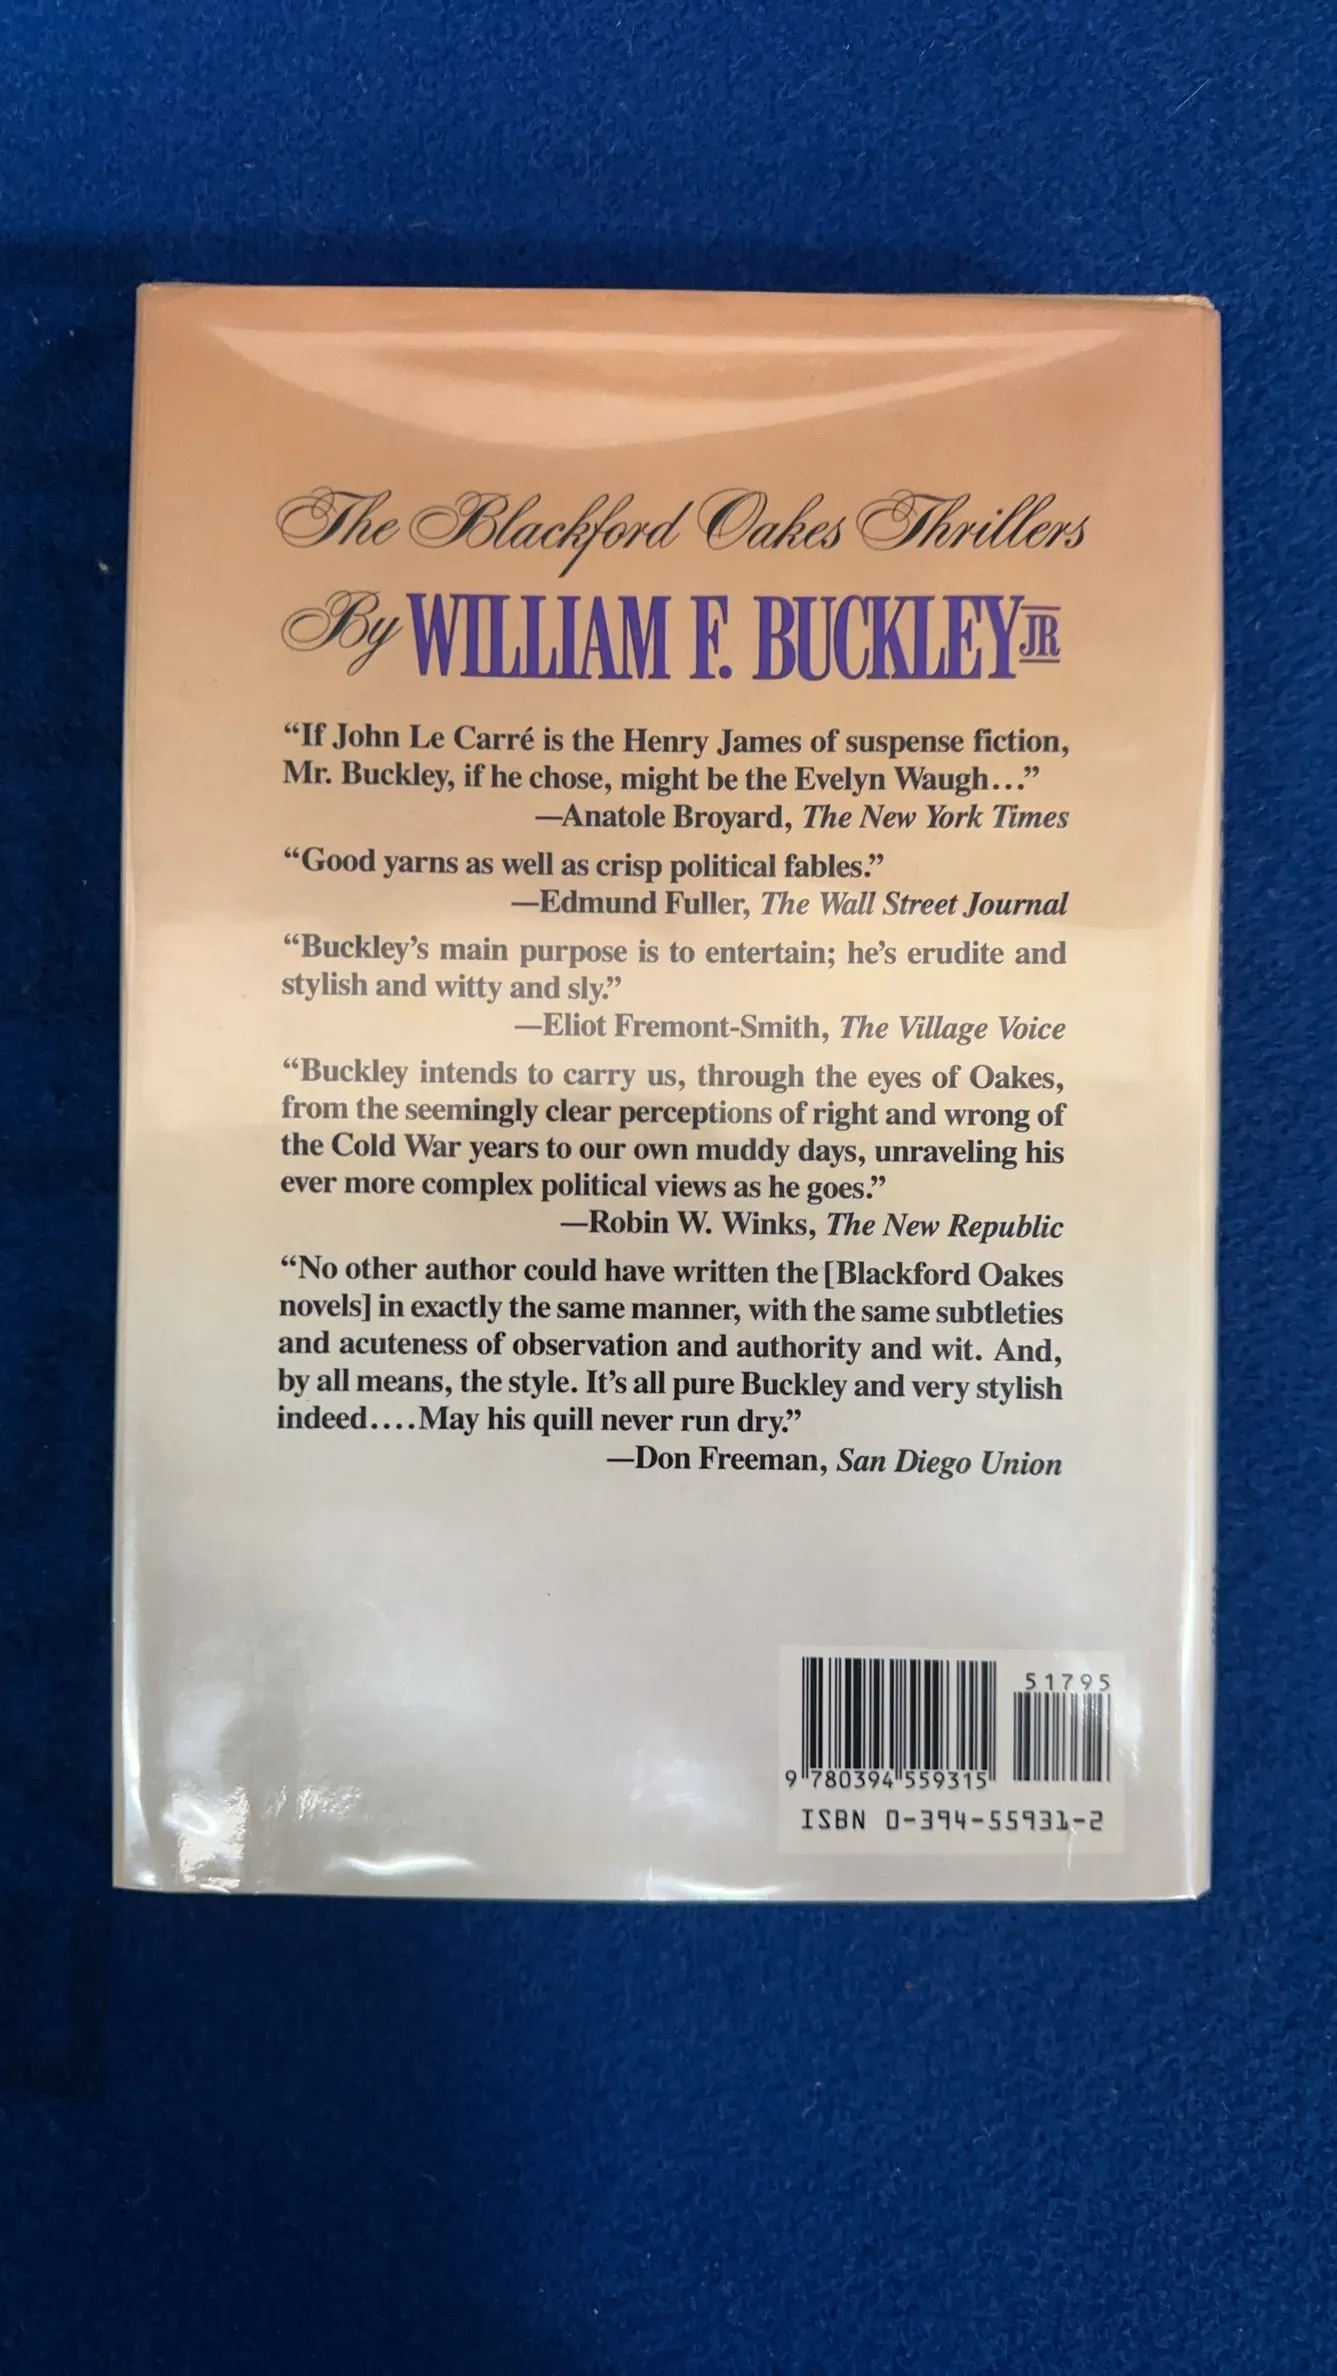 The Blackford Oakes Thrillers
By WILLIAM F. BUCKLEY JR
“If John Le Carré is the Henry James of suspense fiction,
Mr. Buckley, if he chose, might be the Evelyn Waugh...”
—Anatole Broyard, The New York Times
“Good yarns as well as crisp political fables.”
—Edmund Fuller, The Wall Street Journal
“Buckley’s main purpose is to entertain; he’s erudite and
stylish and witty and sly.”
—Eliot Fremont-Smith, The Village Voice
“Buckley intends to carry us, through the eyes of Oakes,
from the seemingly clear perceptions of right and wrong of
the Cold War years to our own muddy days, unraveling his
ever more complex political views as he goes.”
—Robin W. Winks, The New Republic
“No other author could have written the [Blackford Oakes
novels] in exactly the same manner, with the same subtleties
and acuteness of observation and authority and wit. And,
by all means, the style. It’s all pure Buckley and very stylish
indeed....May his quill never run dry.”
—Don Freeman, San Diego Union
51795
9 780394 559315
ISBN 0-394-55931-2